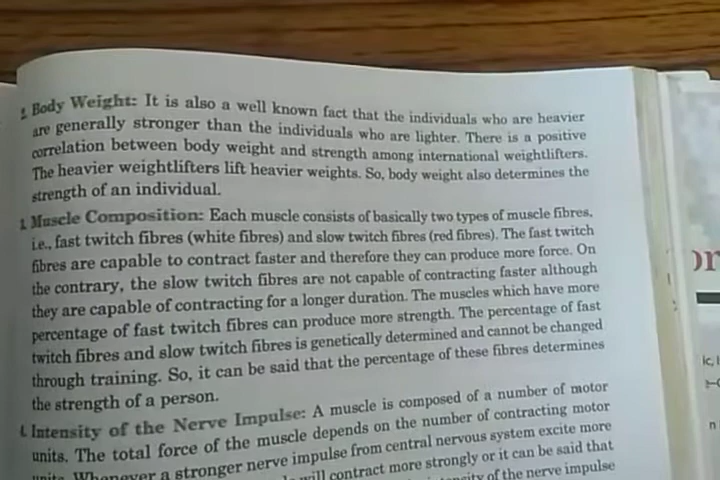 2. Body Weight: It is also a well known fact that the individuals who are heavier
are generally stronger than the individuals who are lighter. There is a positive
correlation between body weight and strength among international weightlifters.
The heavier weightlifters lift heavier weights. So, body weight also determines the
strength of an individual.
3. Muscle Composition: Each muscle consists of basically two types of muscle fibres,
i.e., fast twitch fibres (white fibres) and slow twitch fibres (red fibres). The fast twitch
fibres are capable to contract faster and therefore they can produce more force. On
the contrary, the slow twitch fibres are not capable of contracting faster although
they are capable of contracting for a longer duration. The muscles which have more
percentage of fast twitch fibres can produce more strength. The percentage of fast
twitch fibres and slow twitch fibres is genetically determined and cannot be changed
through training. So, it can be said that the percentage of these fibres determines
the strength of a person.
4. Intensity of the Nerve Impulse: A muscle is composed of a number of motor
units. The total force of the muscle depends on the number of contracting motor
units. Whenever a stronger nerve impulse from central nervous system excite more
will contract more strongly or it can be said that
of the nerve impulse